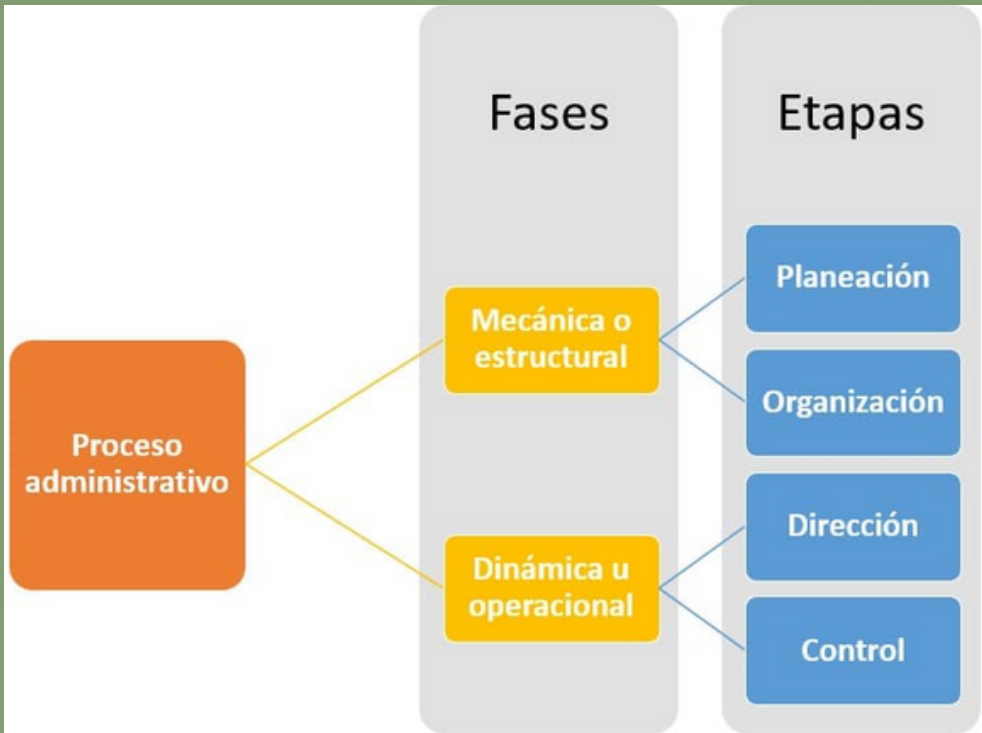 Fases
Etapas
Proceso
administrativo
Mecánica o
estructural
Planeación
Organización
Dinámica u
operacional
Dirección
Control